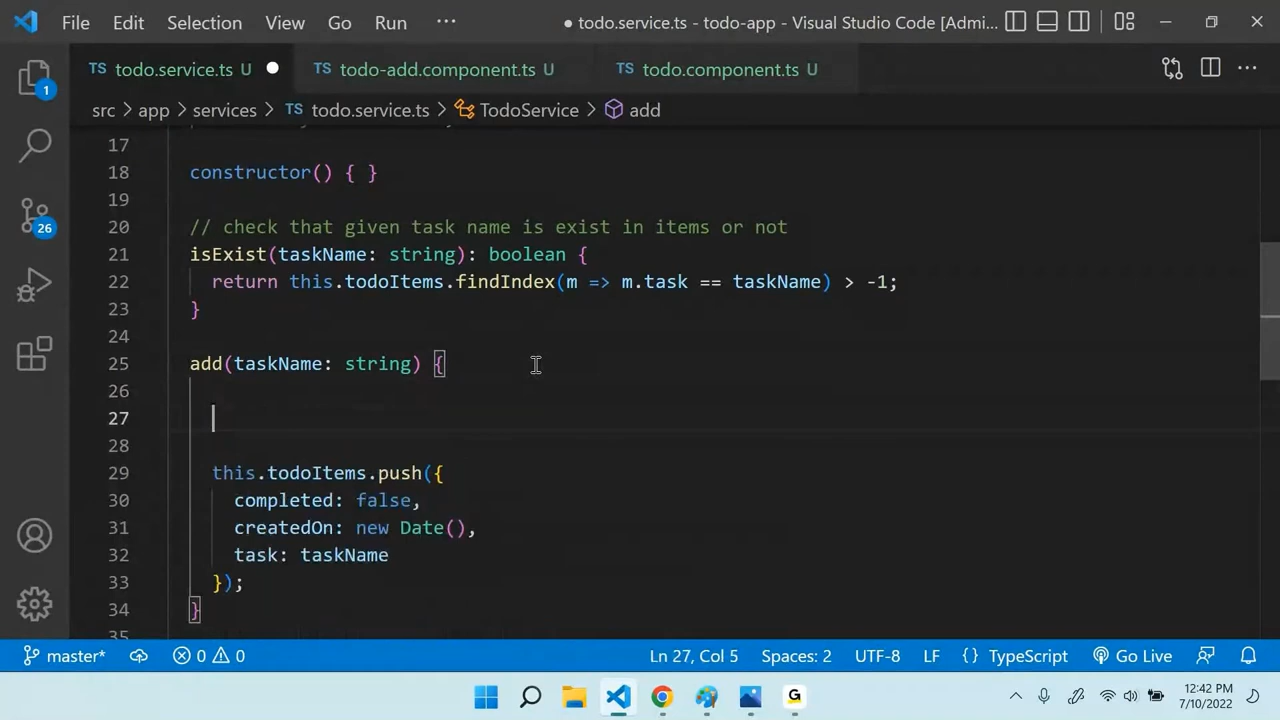 File Edit Selection View Go Run ··· ● todo.service.ts - todo-app - Visual Studio Code [Admi...
TS todo.service.ts U ● TS todo-add.component.ts U TS todo.component.ts U ···
1
src > app > services > TS todo.service.ts > TodoService > add
17
18 constructor() { }
19
20 // check that given task name is exist in items or not
21 isExist(taskName: string): boolean {
22 return this.todoItems.findIndex(m => m.task == taskName) > -1;
23 }
24
25 add(taskName: string) {
26
27
28
29 this.todoItems.push({
30 completed: false,
31 createdOn: new Date(),
32 task: taskName
33 });
34 }
35
26
master* 0 0 Ln 27, Col 5 Spaces: 2 UTF-8 LF {} TypeScript Go Live
G
12:42 PM
7/10/2022